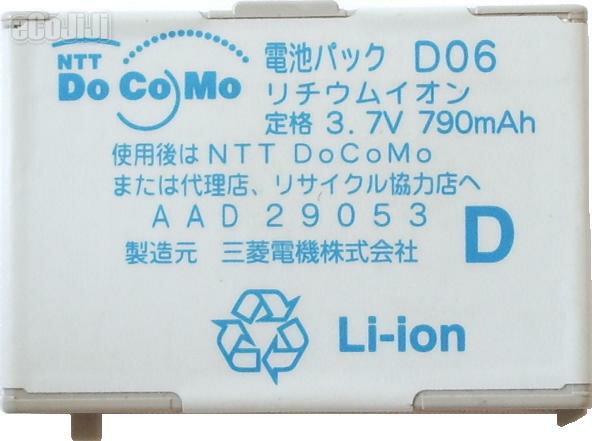 ecoJiJi
NTT
DoCoMo
電池パック D06
リチウムイオン
定格 3.7V 790mAh
使用後はNTT DoCoMo
または代理店、リサイクル協力店へ
AAD29053
D
製造元 三菱電機株式会社
Li-ion